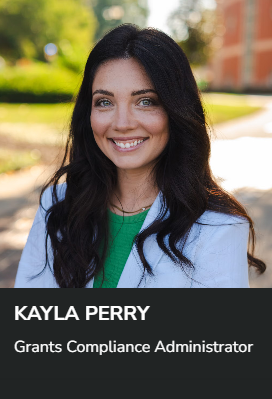 KAYLA PERRY
Grants Compliance Administrator